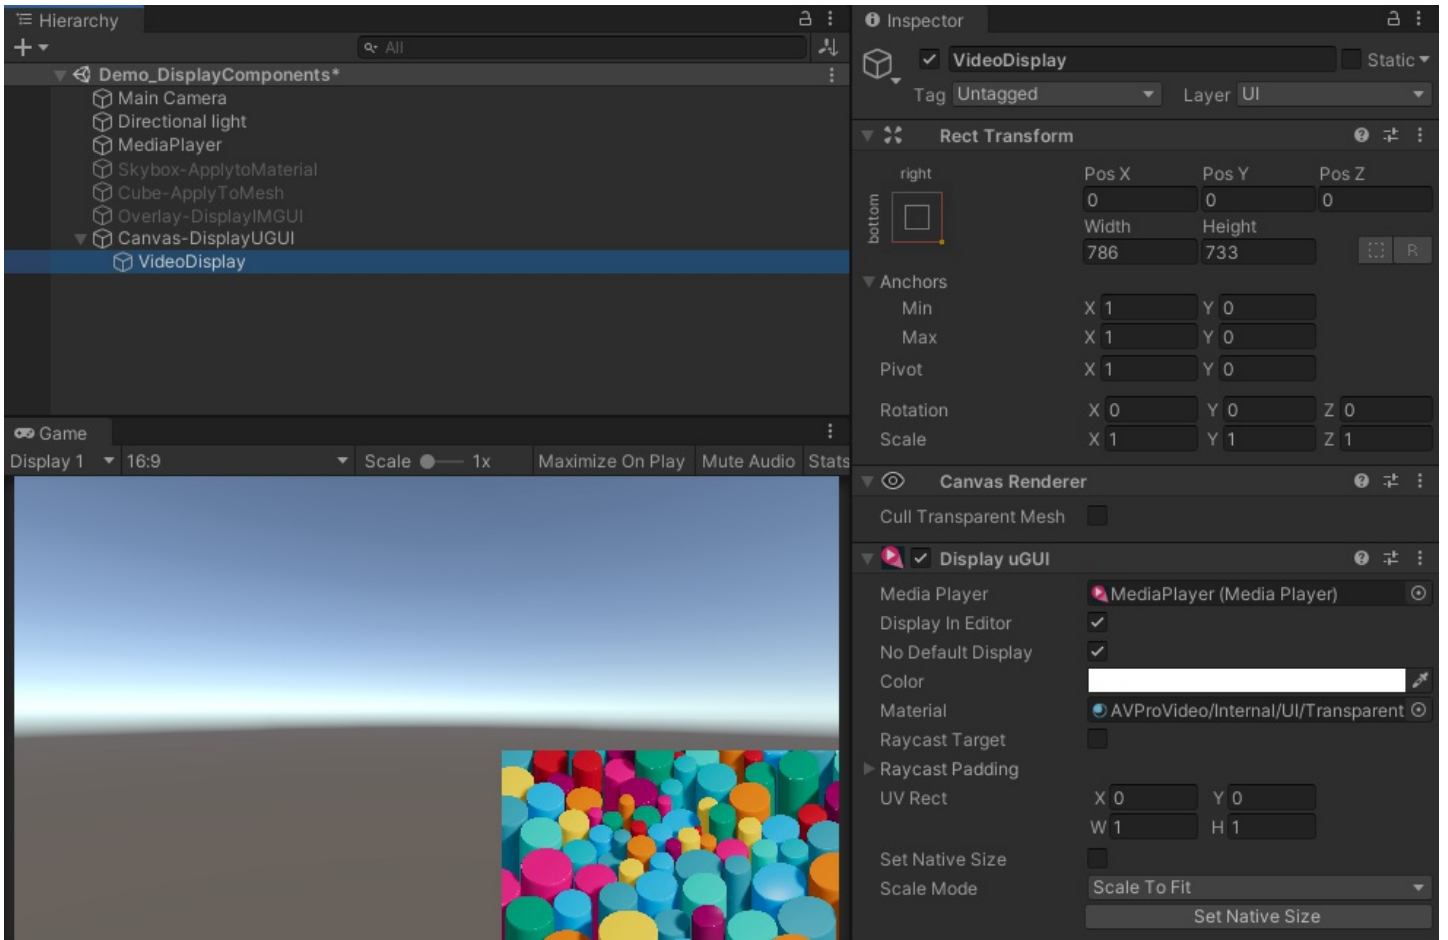 Hierarchy
All
Demo_DisplayComponents*
Main Camera
Directional light
MediaPlayer
Skybox-ApplytoMaterial
Cube-ApplyToMesh
Overlay-DisplayIMGUI
Canvas-DisplayUGUI
VideoDisplay
Game
Display 1 16:9 Scale 1x Maximize On Play Mute Audio Stats
Inspector
VideoDisplay Static
Tag Untagged Layer UI
Rect Transform
right Pos X Pos Y Pos Z
bottom 0 0 0
Width Height
786 733 R
Anchors
Min X 1 Y 0
Max X 1 Y 0
Pivot X 1 Y 0
Rotation X 0 Y 0 Z 0
Scale X 1 Y 1 Z 1
Canvas Renderer
Cull Transparent Mesh
Display uGUI
Media Player MediaPlayer (Media Player)
Display In Editor
No Default Display
Color
Material AVProVideo/Internal/UI/Transparent
Raycast Target
Raycast Padding
UV Rect X 0 Y 0
W 1 H 1
Set Native Size
Scale Mode Scale To Fit
Set Native Size